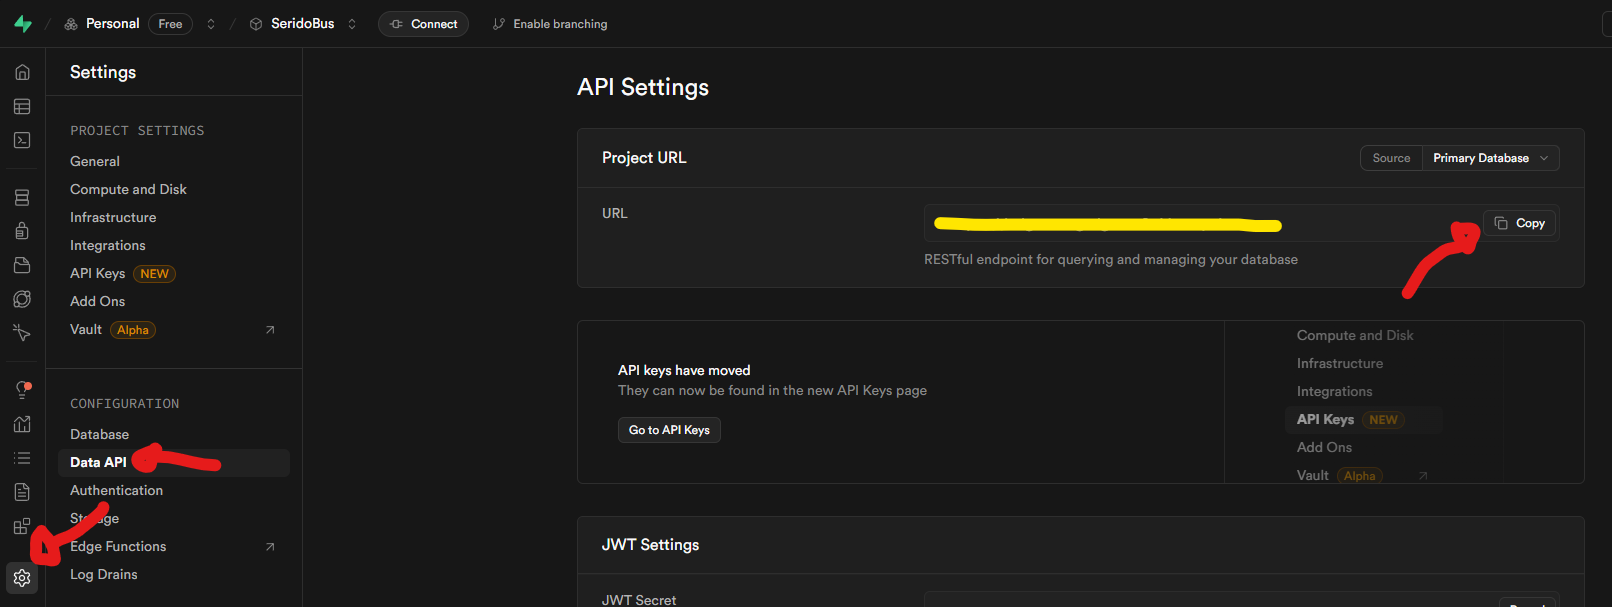 Personal Free SeridoBus Connect Enable branching
Settings
PROJECT SETTINGS
General
Compute and Disk
Infrastructure
Integrations
API Keys NEW
Add Ons
Vault Alpha
CONFIGURATION
Database
Data API
Authentication
Storage
Edge Functions
Log Drains
API Settings
Project URL
Source Primary Database
URL
Copy
RESTful endpoint for querying and managing your database
API keys have moved
They can now be found in the new API Keys page
Go to API Keys
Compute and Disk
Infrastructure
Integrations
API Keys NEW
Add Ons
Vault Alpha
JWT Settings
JWT Secret